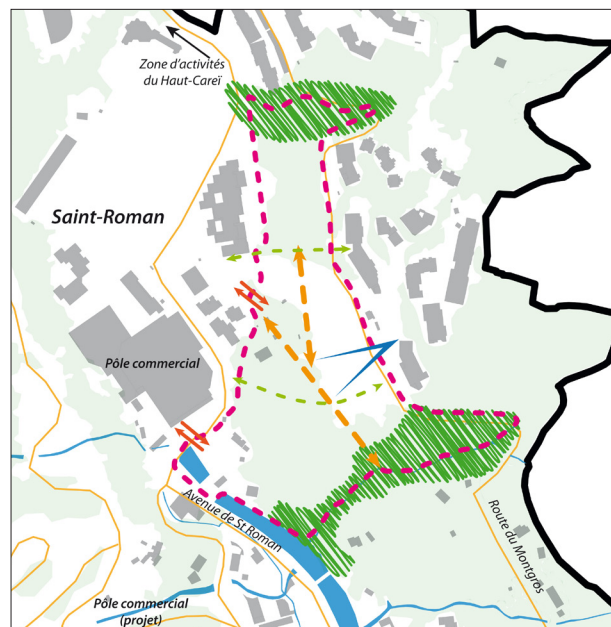 Zone d'activités
du Haut-Careï
Saint-Roman
Pôle commercial
Avenue de St Roman
Route du Montgros
Pôle commercial
(projet)